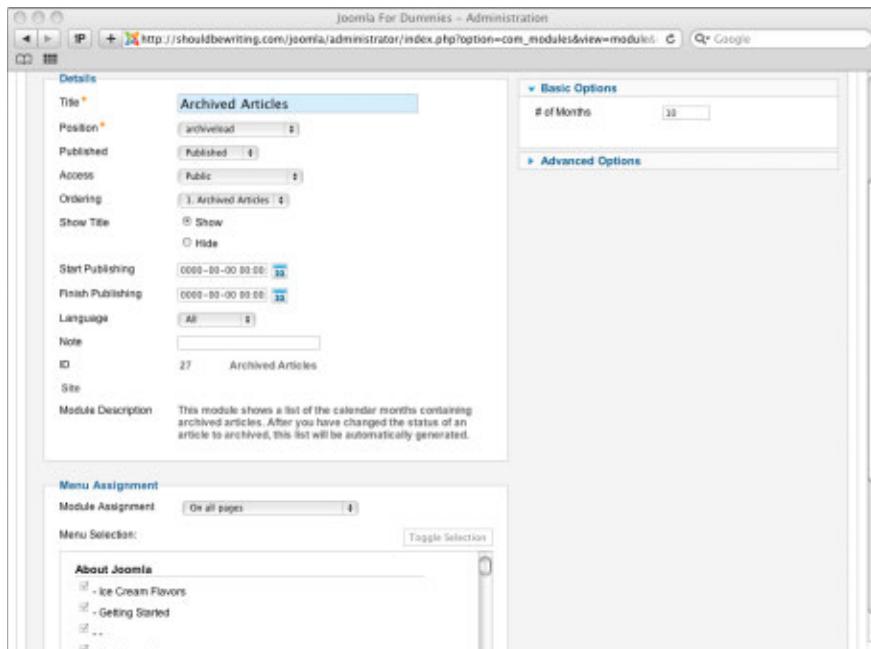 Joomla For Dummies – Administration
http://shouldbewriting.com/joomla/administrator/index.php?option=com_modules&view=module&
Google
Details
Title * Archived Articles
Position * archiveload
Published Published
Access Public
Ordering 1. Archived Articles
Show Title Show
Hide
Start Publishing 0000-00-00 00:00:
Finish Publishing 0000-00-00 00:00:
Language All
Note
ID 27 Archived Articles
Site
Module Description This module shows a list of the calendar months containing
archived articles. After you have changed the status of an
article to archived, this list will be automatically generated.
Basic Options
# of Months 10
Advanced Options
Menu Assignment
Module Assignment On all pages
Menu Selection: Toggle Selection
About Joomla
- Ice Cream Flavors
- Getting Started
- -